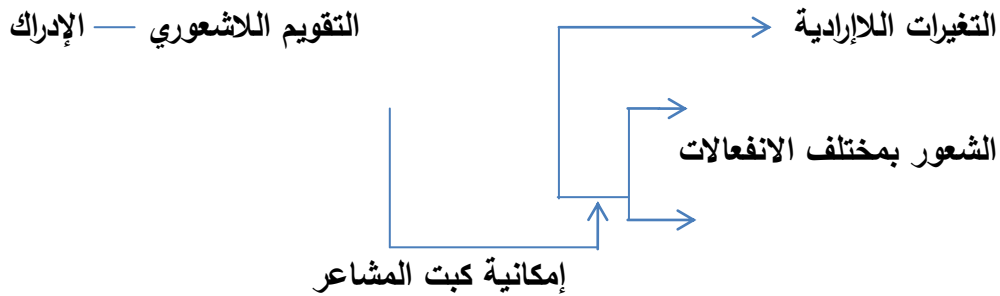 التغيرات اللاإرادية
التقويم اللاشعوري — الإدراك
الشعور بمختلف الانفعالات
إمكانية كبت المشاعر